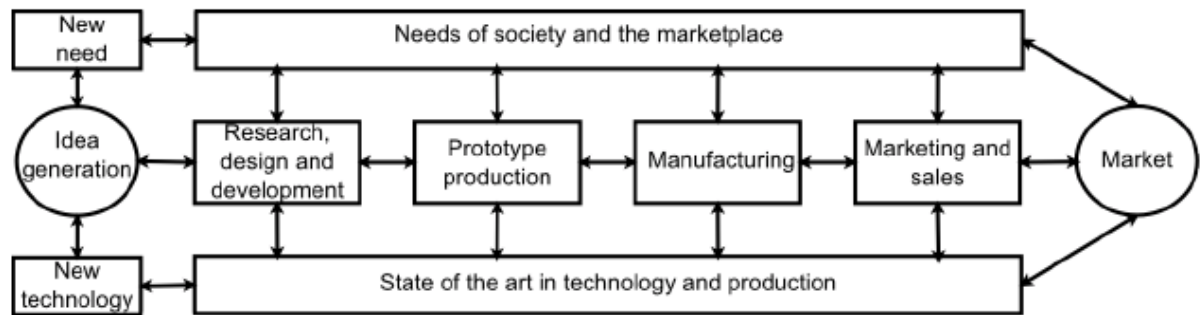 New
need
Needs of society and the marketplace
Idea
generation
Research,
design and
development
Prototype
production
Manufacturing
Marketing and
sales
Market
New
technology
State of the art in technology and production